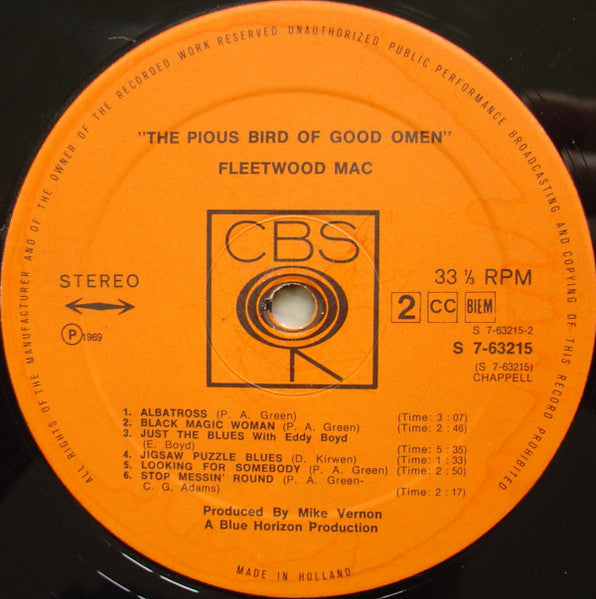 ALL RIGHTS OF THE MANUFACTURER AND OF THE OWNER OF THE RECORDED WORK RESERVED UNAUTHORIZED PUBLIC PERFORMANCE BROADCASTING AND COPYING OF THIS RECORD PROHIBITED
"THE PIOUS BIRD OF GOOD OMEN"
FLEETWOOD MAC
CBS
STEREO
33 ⅓ RPM
2 CC BIEM
Ⓟ 1969
S 7-63215-2
S 7-63215
(S 7-63215)
CHAPPELL
1. ALBATROSS (P. A. Green) (Time: 3 : 07)
2. BLACK MAGIC WOMAN (P. A. Green) (Time: 2 : 46)
3. JUST THE BLUES With Eddy Boyd
(E. Boyd) (Time: 5 : 35)
4. JIGSAW PUZZLE BLUES (D. Kirwen) (Time: 1 : 33)
5. LOOKING FOR SOMEBODY (P. A. Green) (Time: 2 : 50)
6. STOP MESSIN' ROUND (P. A. Green-
C. G. Adams) (Time: 2 : 17)
Produced By Mike Vernon
A Blue Horizon Production
MADE IN HOLLAND